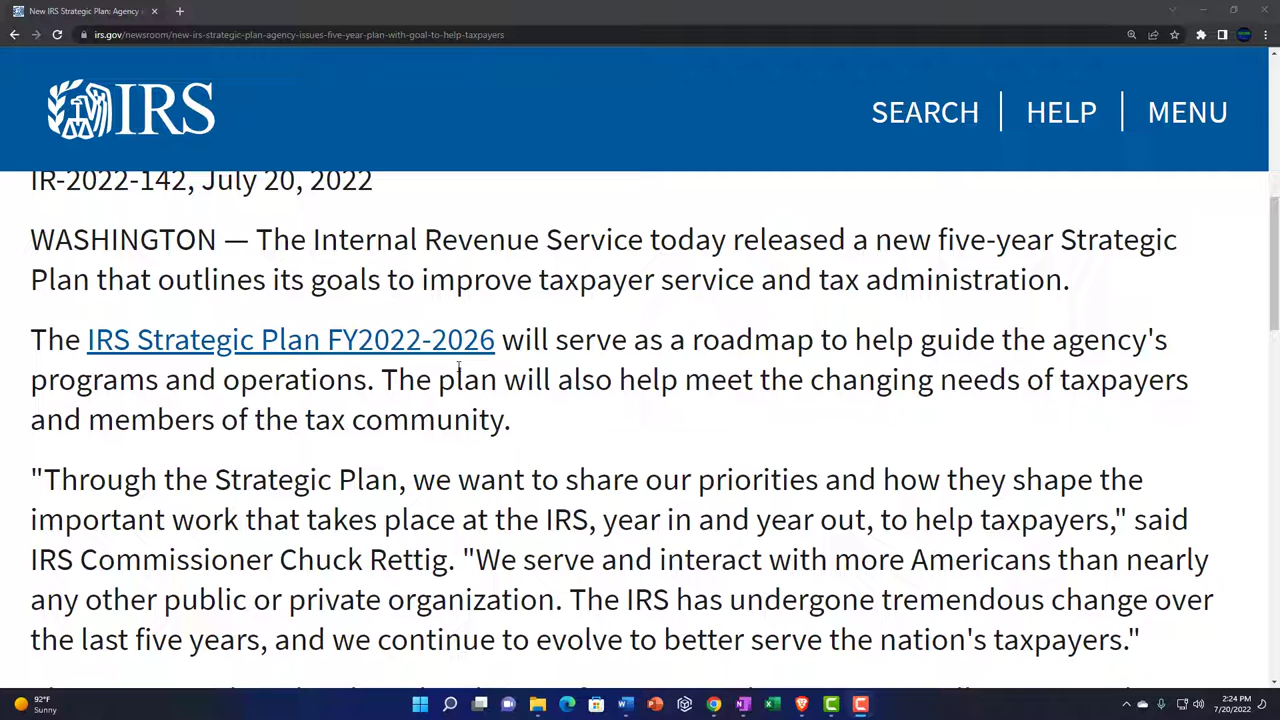 New IRS Strategic Plan: Agency
irs.gov/newsroom/new-irs-strategic-plan-agency-issues-five-year-plan-with-goal-to-help-taxpayers
IRS
SEARCH HELP MENU
IR-2022-142, July 20, 2022
WASHINGTON — The Internal Revenue Service today released a new five-year Strategic
Plan that outlines its goals to improve taxpayer service and tax administration.
The IRS Strategic Plan FY2022-2026 will serve as a roadmap to help guide the agency's
programs and operations. The plan will also help meet the changing needs of taxpayers
and members of the tax community.
"Through the Strategic Plan, we want to share our priorities and how they shape the
important work that takes place at the IRS, year in and year out, to help taxpayers," said
IRS Commissioner Chuck Rettig. "We serve and interact with more Americans than nearly
any other public or private organization. The IRS has undergone tremendous change over
the last five years, and we continue to evolve to better serve the nation's taxpayers."
92°F
Sunny
2:24 PM
7/20/2022